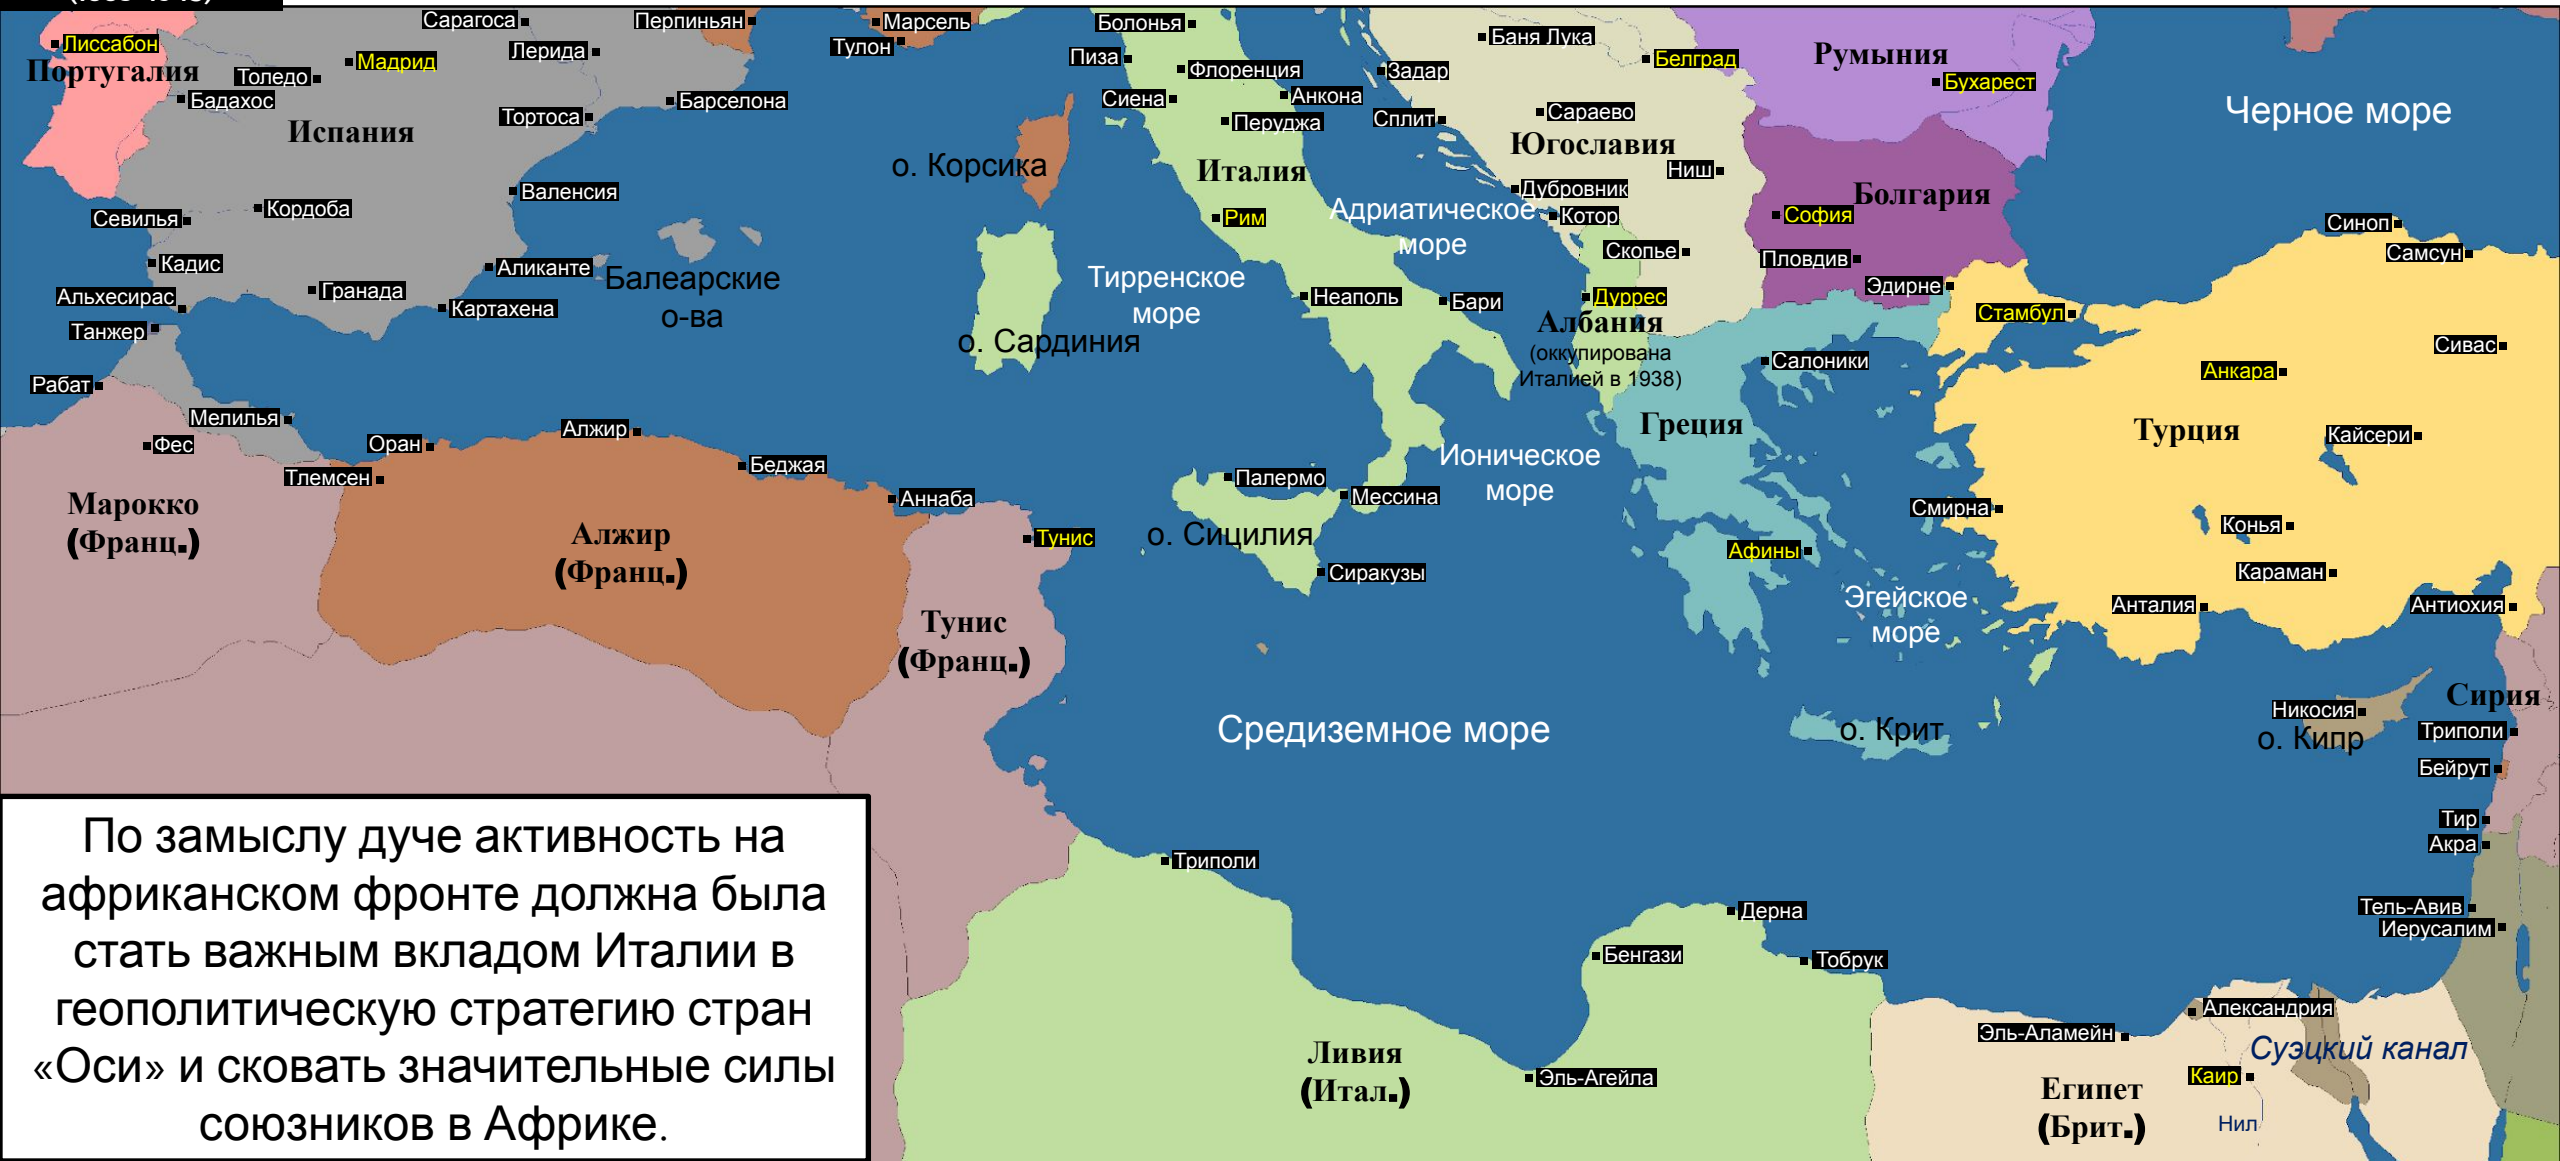 Сарагоса
Перпиньян
Марсель
Болонья
Лиссабон
Мадрид
Лерида
Тулон
Пиза
Баня Лука
Белград
Румыния
Португалия
Толедо
Флоренция
Задар
Бухарест
Бадахос
Барселона
Сиена
Анкона
Черное море
Испания
Тортоса
Перуджа
Сплит
Сараево
Югославия
о. Корсика
Италия
Ниш
Валенсия
Дубровник
Болгария
Севилья
Кордоба
Рим
Адриатическое
море
Котор
София
Синоп
Кадис
Аликанте
Скопье
Пловдив
Самсун
Балеарские
о-ва
Тирренское
море
Альхесирас
Гранада
Картахена
Неаполь
Бари
Дуррес
Эдирне
Стамбул
Танжер
о. Сардиния
Албания
(оккупирована
Италией в 1938)
Салоники
Сивас
Рабат
Анкара
Мелилья
Греция
Турция
Фес
Оран
Алжир
Кайсери
Тлемсен
Беджая
Ионическое
море
Палермо
Мессина
Марокко
(Франц.)
Аннаба
Смирна
Алжир
(Франц.)
Тунис
о. Сицилия
Афины
Конья
Сиракузы
Караман
Эгейское
море
Анталия
Антиохия
Тунис
(Франц.)
Сирия
Никосия
о. Кипр
Средиземное море
о. Крит
Триполи
Бейрут
Тир
Акра
По замыслу дуче активность на
африканском фронте должна была
стать важным вкладом Италии в
геополитическую стратегию стран
«Оси» и сковать значительные силы
союзников в Африке.
Триполи
Дерна
Тель-Авив
Иерусалим
Бенгази
Тобрук
Александрия
Эль-Аламейн
Суэцкий канал
Ливия
(Итал.)
Эль-Агейла
Каир
Египет
(Брит.)
Нил